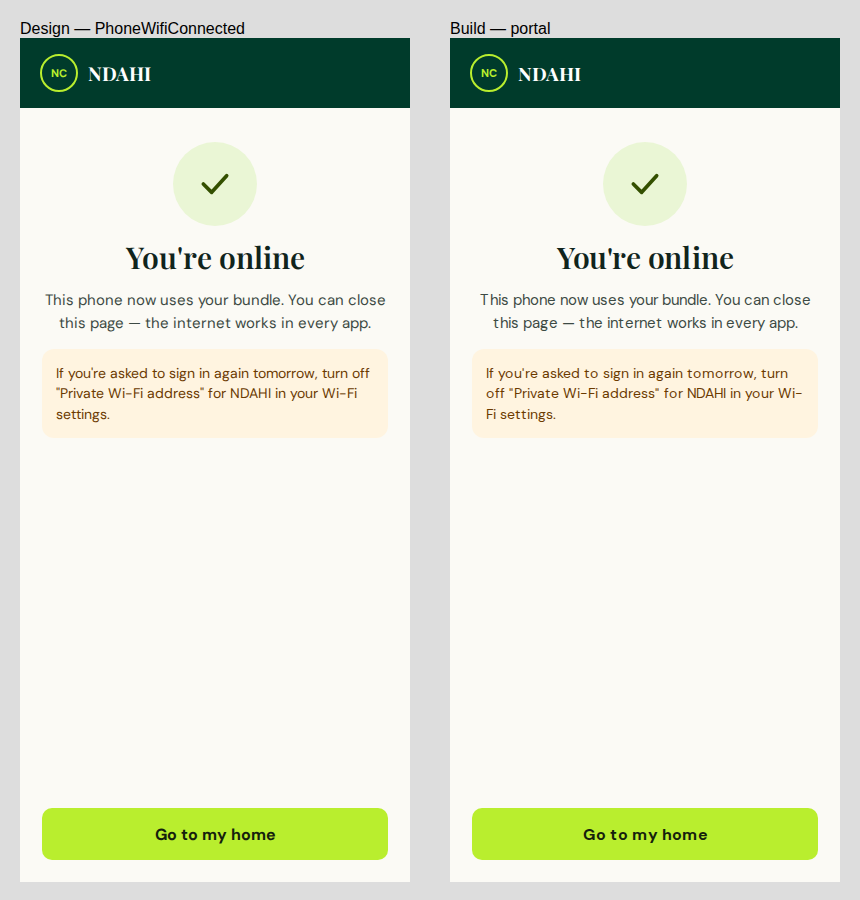 Design — PhoneWifiConnected
NC NDAHI
You're online
This phone now uses your bundle. You can close
this page — the internet works in every app.
If you're asked to sign in again tomorrow, turn off
"Private Wi-Fi address" for NDAHI in your Wi-Fi
settings.
Go to my home
Build — portal
NC NDAHI
You're online
This phone now uses your bundle. You can close
this page — the internet works in every app.
If you're asked to sign in again tomorrow, turn
off "Private Wi-Fi address" for NDAHI in your Wi-
Fi settings.
Go to my home